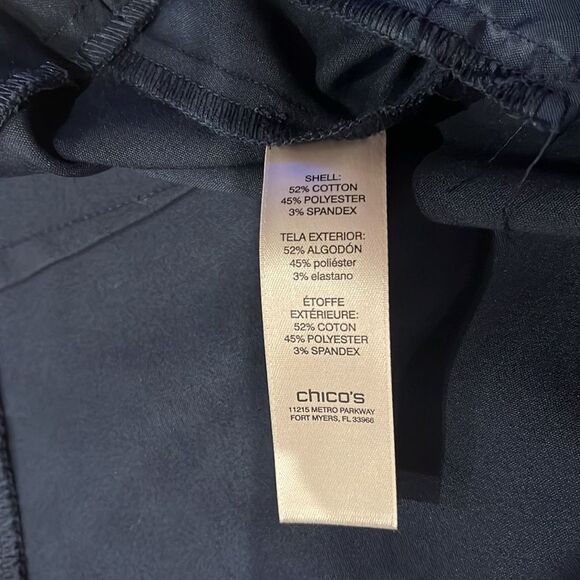 SHELL:
52% COTTON
45% POLYESTER
3% SPANDEX
TELA EXTERIOR:
52% ALGODÓN
45% poliéster
3% elastano
ÉTOFFE
EXTÉRIEURE:
52% COTON
45% POLYESTER
3% SPANDEX
chico's
11215 METRO PARKWAY
FORT MYERS, FL 33966